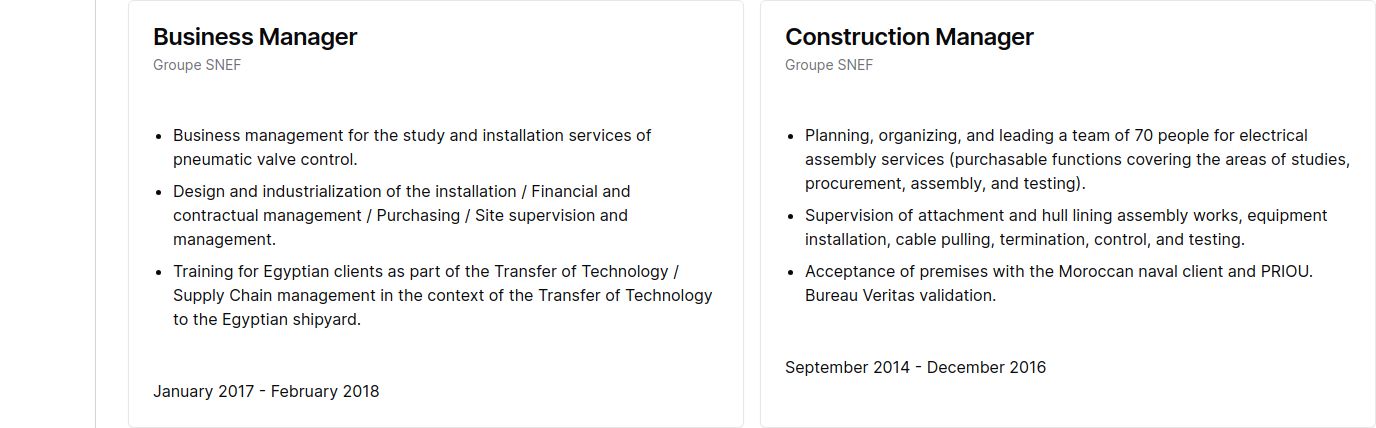 Business Manager
Groupe SNEF
• Business management for the study and installation services of
pneumatic valve control.
• Design and industrialization of the installation / Financial and
contractual management / Purchasing / Site supervision and
management.
• Training for Egyptian clients as part of the Transfer of Technology /
Supply Chain management in the context of the Transfer of Technology
to the Egyptian shipyard.
January 2017 - February 2018
Construction Manager
Groupe SNEF
• Planning, organizing, and leading a team of 70 people for electrical
assembly services (purchasable functions covering the areas of studies,
procurement, assembly, and testing).
• Supervision of attachment and hull lining assembly works, equipment
installation, cable pulling, termination, control, and testing.
• Acceptance of premises with the Moroccan naval client and PRIOU.
Bureau Veritas validation.
September 2014 - December 2016